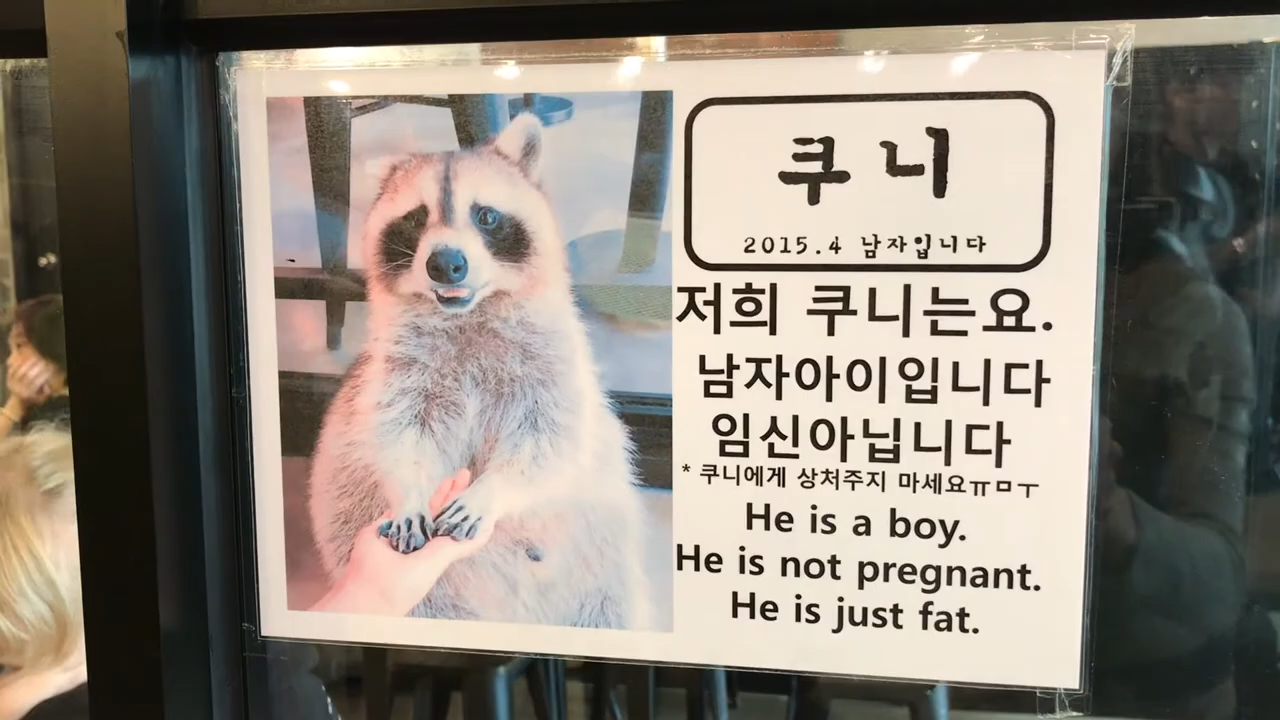 쿠니
2015.4 남자입니다
저희 쿠니는요.
남자아이입니다
임신아닙니다
* 쿠니에게 상처주지 마세요ㅠㅁㅜ
He is a boy.
He is not pregnant.
He is just fat.